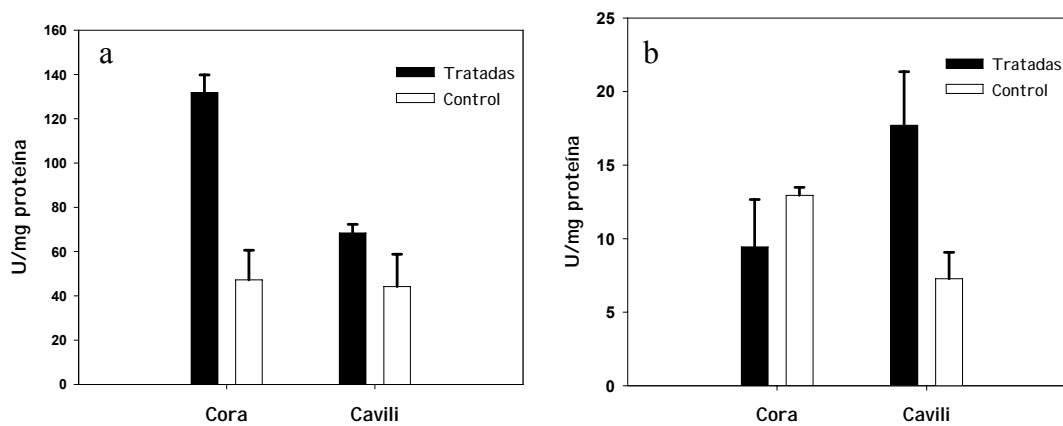 a
U/mg proteína
160
140
120
100
80
60
40
20
0
Tratadas
Control
Cora Cavili
b
U/mg proteína
25
20
15
10
5
0
Tratadas
Control
Cora Cavili